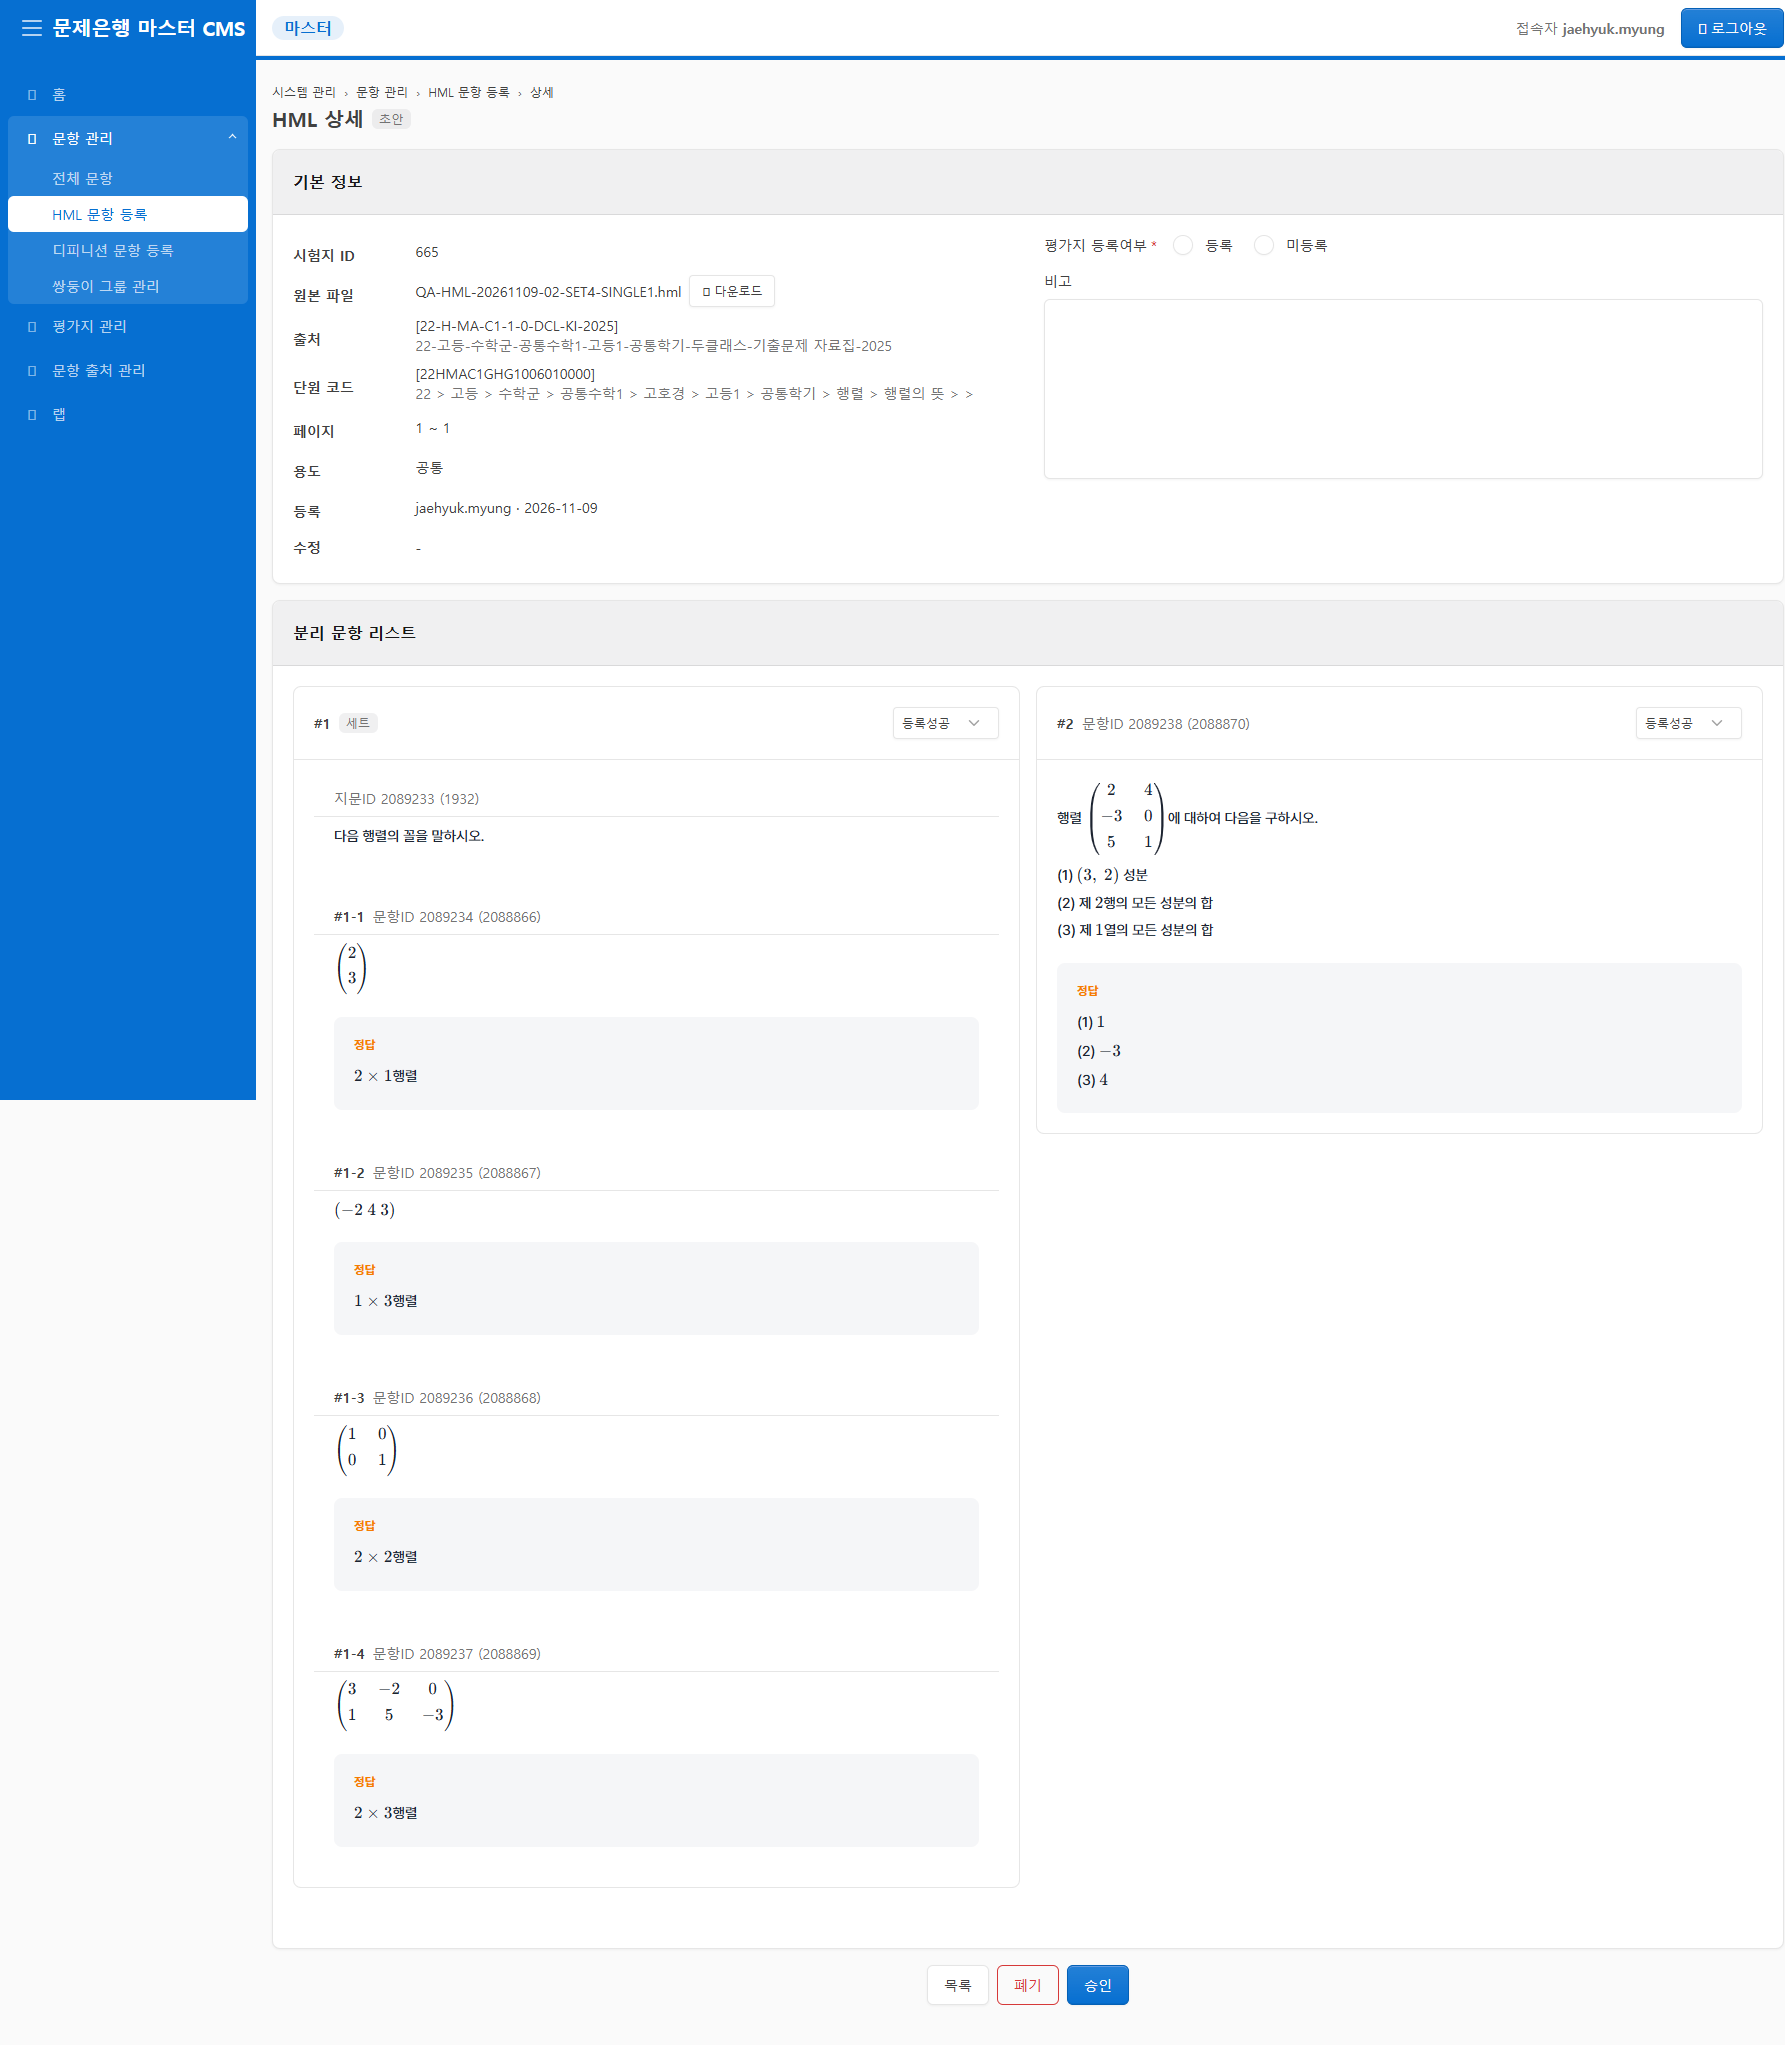 문제은행 마스터 CMS
마스터
접속자 jaehyuk.myung
로그아웃
홈
문항 관리
전체 문항
HML 문항 등록
디피니션 문항 등록
쌍둥이 그룹 관리
평가지 관리
문항 출처 관리
랩
시스템 관리 › 문항 관리 › HML 문항 등록 › 상세
HML 상세 초안
기본 정보
시험지 ID 665
원본 파일 QA-HML-20261109-02-SET4-SINGLE1.hml 다운로드
출처 [22-H-MA-C1-1-0-DCL-KI-2025]
22-고등-수학군-공통수학1-고등1-공통학기-두클래스-기출문제 자료집-2025
단원 코드 [22HMAC1GHG1006010000]
22 > 고등 > 수학군 > 공통수학1 > 고호경 > 고등1 > 공통학기 > 행렬 > 행렬의 뜻 > >
페이지 1 ~ 1
용도 공통
등록 jaehyuk.myung · 2026-11-09
수정 -
평가지 등록여부 * 등록 미등록
비고
분리 문항 리스트
#1 세트 등록성공
지문ID 2089233 (1932)
다음 행렬의 꼴을 말하시오.
#1-1 문항ID 2089234 (2088866)
(2
3)
정답
2 × 1행렬
#1-2 문항ID 2089235 (2088867)
(−2 4 3)
정답
1 × 3행렬
#1-3 문항ID 2089236 (2088868)
(1 0
0 1)
정답
2 × 2행렬
#1-4 문항ID 2089237 (2088869)
(3 −2 0
1 5 −3)
정답
2 × 3행렬
#2 문항ID 2089238 (2088870) 등록성공
행렬 (2 4
−3 0
5 1)에 대하여 다음을 구하시오.
(1) (3, 2) 성분
(2) 제 2행의 모든 성분의 합
(3) 제 1열의 모든 성분의 합
정답
(1) 1
(2) −3
(3) 4
목록 폐기 승인